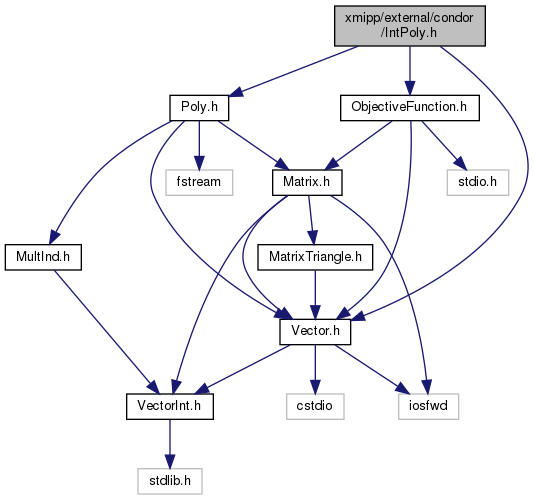 xmipp/external/condor
/IntPoly.h
Poly.h
ObjectiveFunction.h
fstream
Matrix.h
stdio.h
MultInd.h
MatrixTriangle.h
Vector.h
VectorInt.h
cstdio
iosfwd
stdlib.h